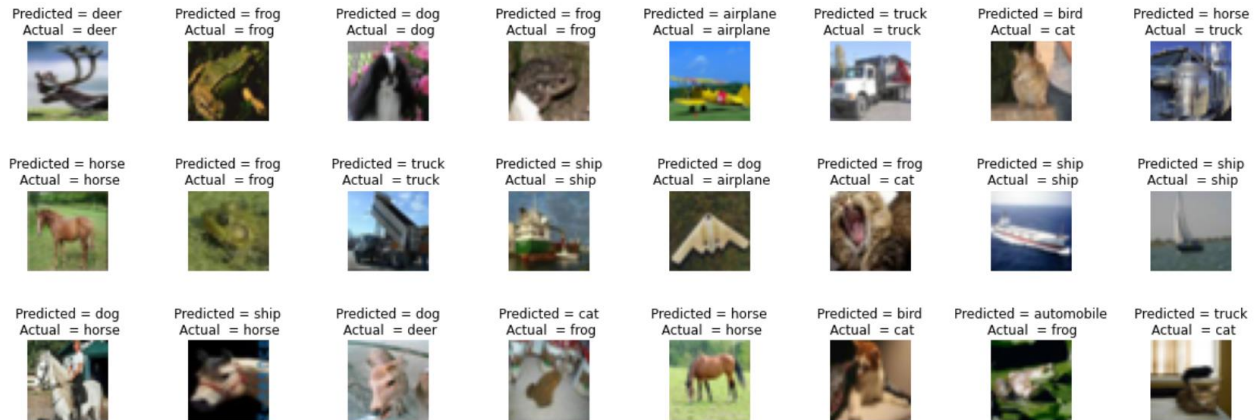 Predicted = deer
Actual  = deer
Predicted = frog
Actual  = frog
Predicted = dog
Actual  = dog
Predicted = frog
Actual  = frog
Predicted = airplane
Actual  = airplane
Predicted = truck
Actual  = truck
Predicted = bird
Actual  = cat
Predicted = horse
Actual  = truck
Predicted = horse
Actual  = horse
Predicted = frog
Actual  = frog
Predicted = truck
Actual  = truck
Predicted = ship
Actual  = ship
Predicted = dog
Actual  = airplane
Predicted = frog
Actual  = cat
Predicted = ship
Actual  = ship
Predicted = ship
Actual  = ship
Predicted = dog
Actual  = horse
Predicted = ship
Actual  = horse
Predicted = dog
Actual  = deer
Predicted = cat
Actual  = frog
Predicted = horse
Actual  = horse
Predicted = bird
Actual  = cat
Predicted = automobile
Actual  = frog
Predicted = truck
Actual  = cat